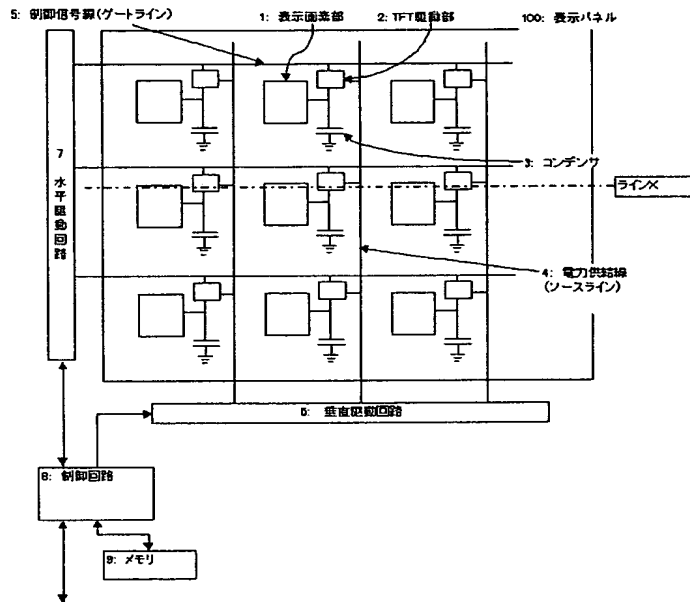 5: 制御信号線(ゲートライン)
1: 表示画素部
2: TFT駆動部
100: 表示パネル
3: コンデンサ
7
水平駆動回路
ラインX
4: 電力供給線
(ソースライン)
6: 垂直駆動回路
8: 制御回路
9: メモリ